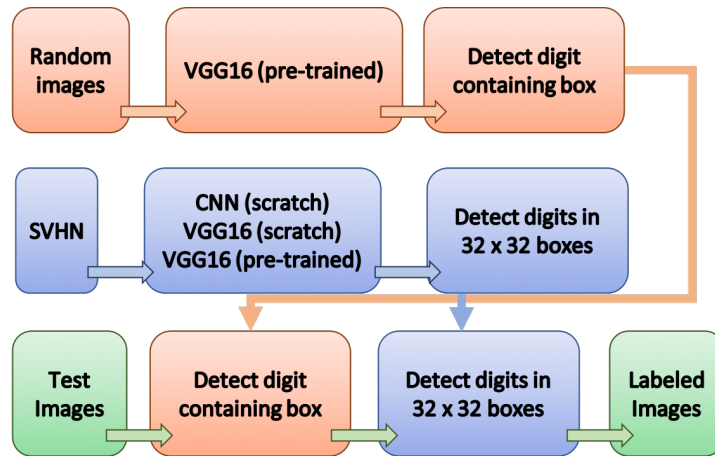 Random
images
VGG16 (pre-trained)
Detect digit
containing box
SVHN
CNN (scratch)
VGG16 (scratch)
VGG16 (pre-trained)
Detect digits in
32 x 32 boxes
Test
Images
Detect digit
containing box
Detect digits in
32 x 32 boxes
Labeled
Images